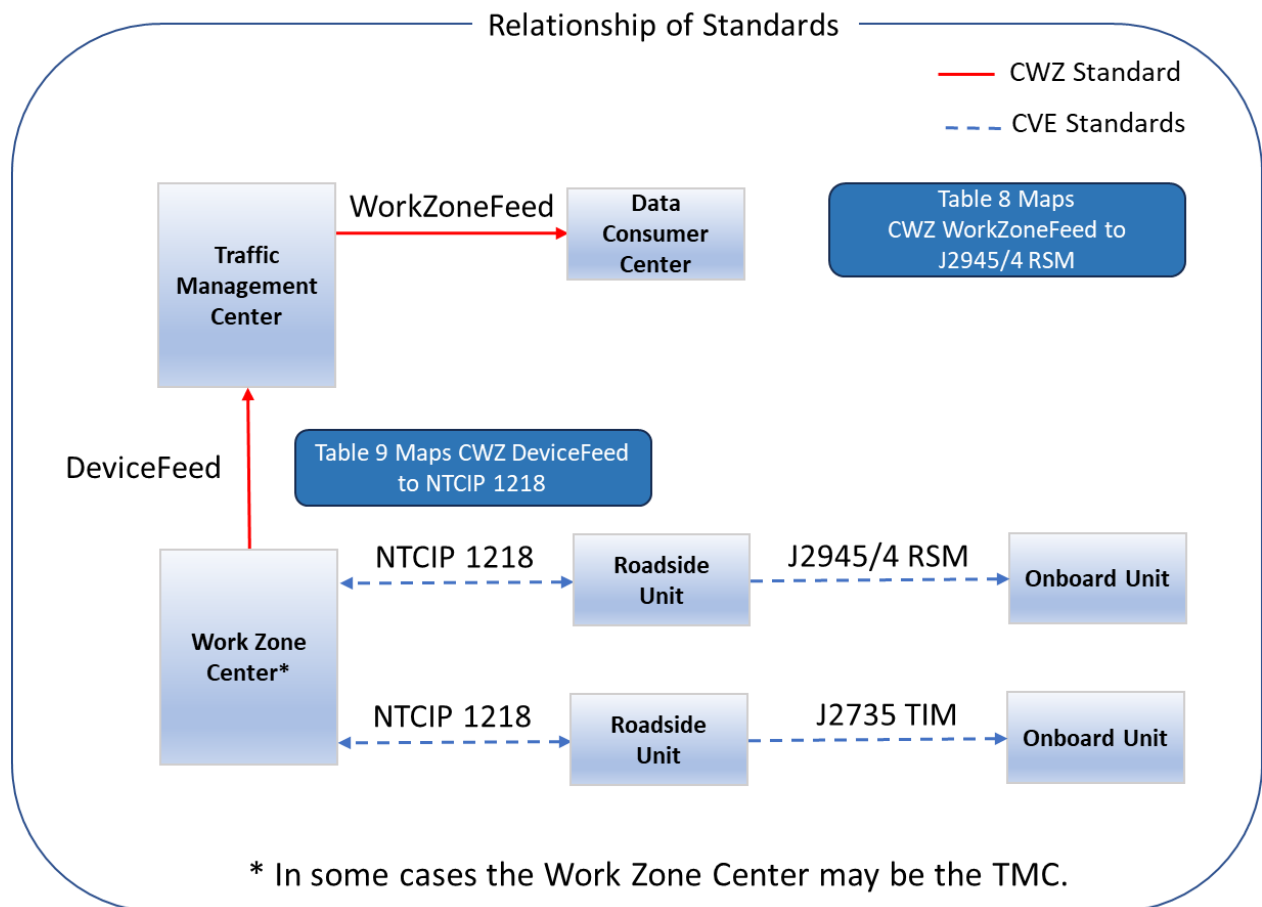 Relationship of Standards
CWZ Standard
CVE Standards
WorkZoneFeed
Traffic
Management
Center
Data
Consumer
Center
Table 8 Maps
CWZ WorkZoneFeed to
J2945/4 RSM
DeviceFeed
Table 9 Maps CWZ DeviceFeed
to NTCIP 1218
Work Zone
Center*
NTCIP 1218
Roadside
Unit
J2945/4 RSM
Onboard Unit
NTCIP 1218
Roadside
Unit
J2735 TIM
Onboard Unit
* In some cases the Work Zone Center may be the TMC.